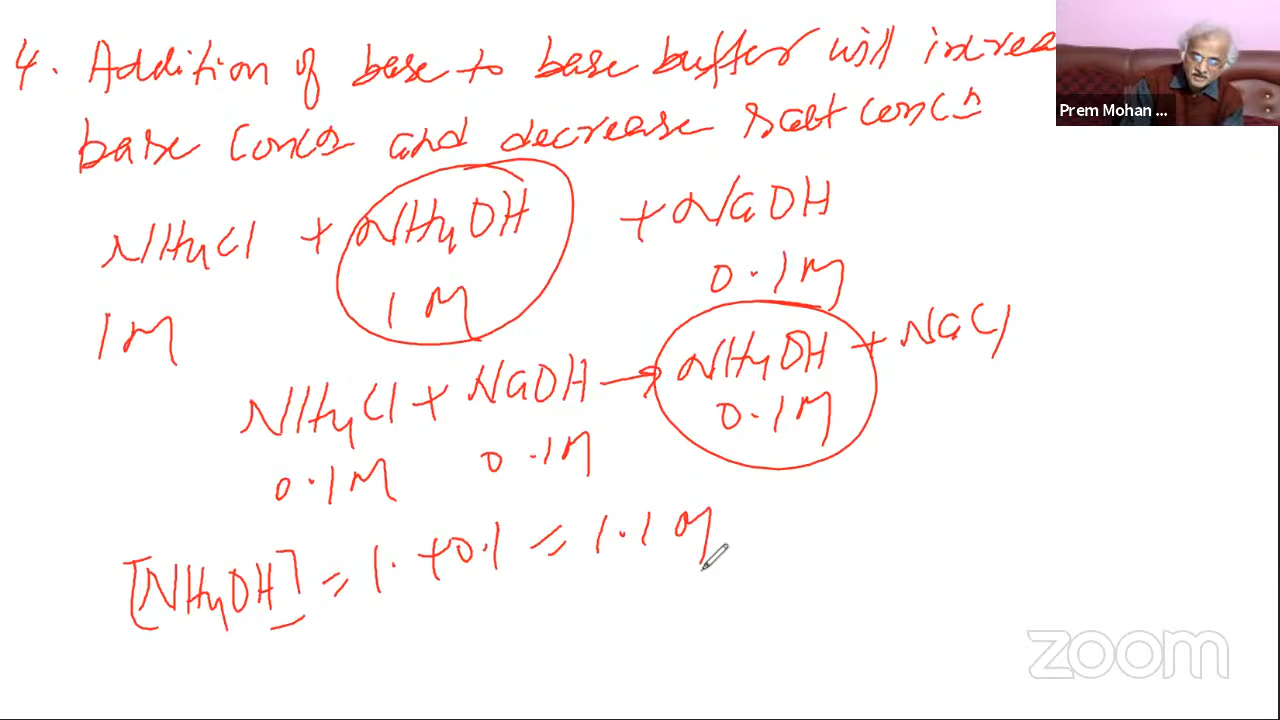 4. Addition of base to base buffer will increa
base concn and decrease salt concn
NH4Cl + NH4OH + NaOH
1M 1M 0.1M
NH4Cl + NaOH → NH4OH + NaCl
0.1M 0.1M 0.1M
[NH4OH] = 1. + 0.1 = 1.1 M
Prem Mohan ...
zoom